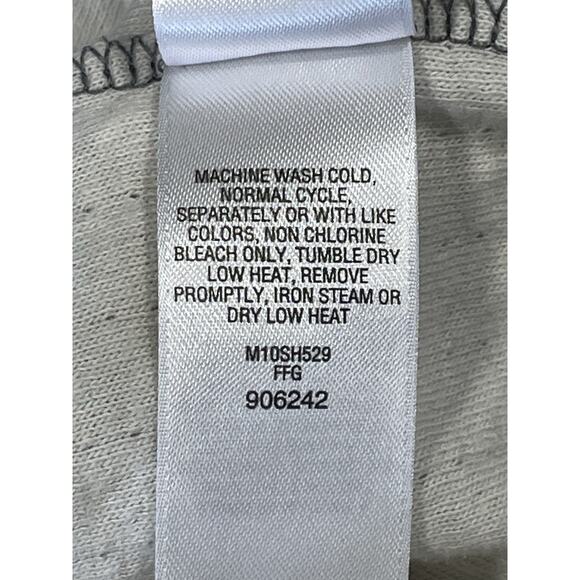 MACHINE WASH COLD,
NORMAL CYCLE,
SEPARATELY OR WITH LIKE
COLORS, NON CHLORINE
BLEACH ONLY, TUMBLE DRY
LOW HEAT, REMOVE
PROMPTLY, IRON STEAM OR
DRY LOW HEAT
M10SH529
FFG
906242